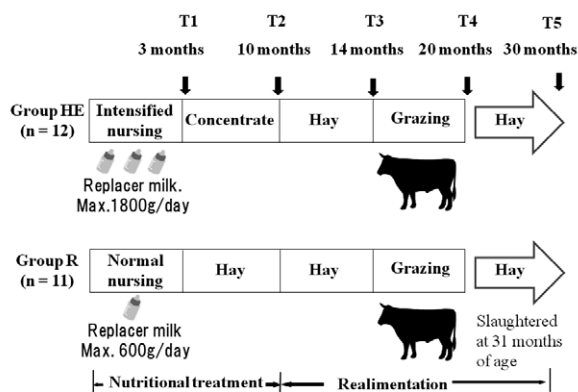 T1 T2 T3 T4 T5
3 months 10 months 14 months 20 months 30 months
Group HE
(n = 12)
Intensified
nursing
Concentrate
Hay
Grazing
Hay
Replacer milk.
Max.1800g/day
Group R
(n = 11)
Normal
nursing
Hay
Hay
Grazing
Hay
Replacer milk
Max. 600g/day
Slaughtered
at 31 months
of age
Nutritional treatment
Realimentation